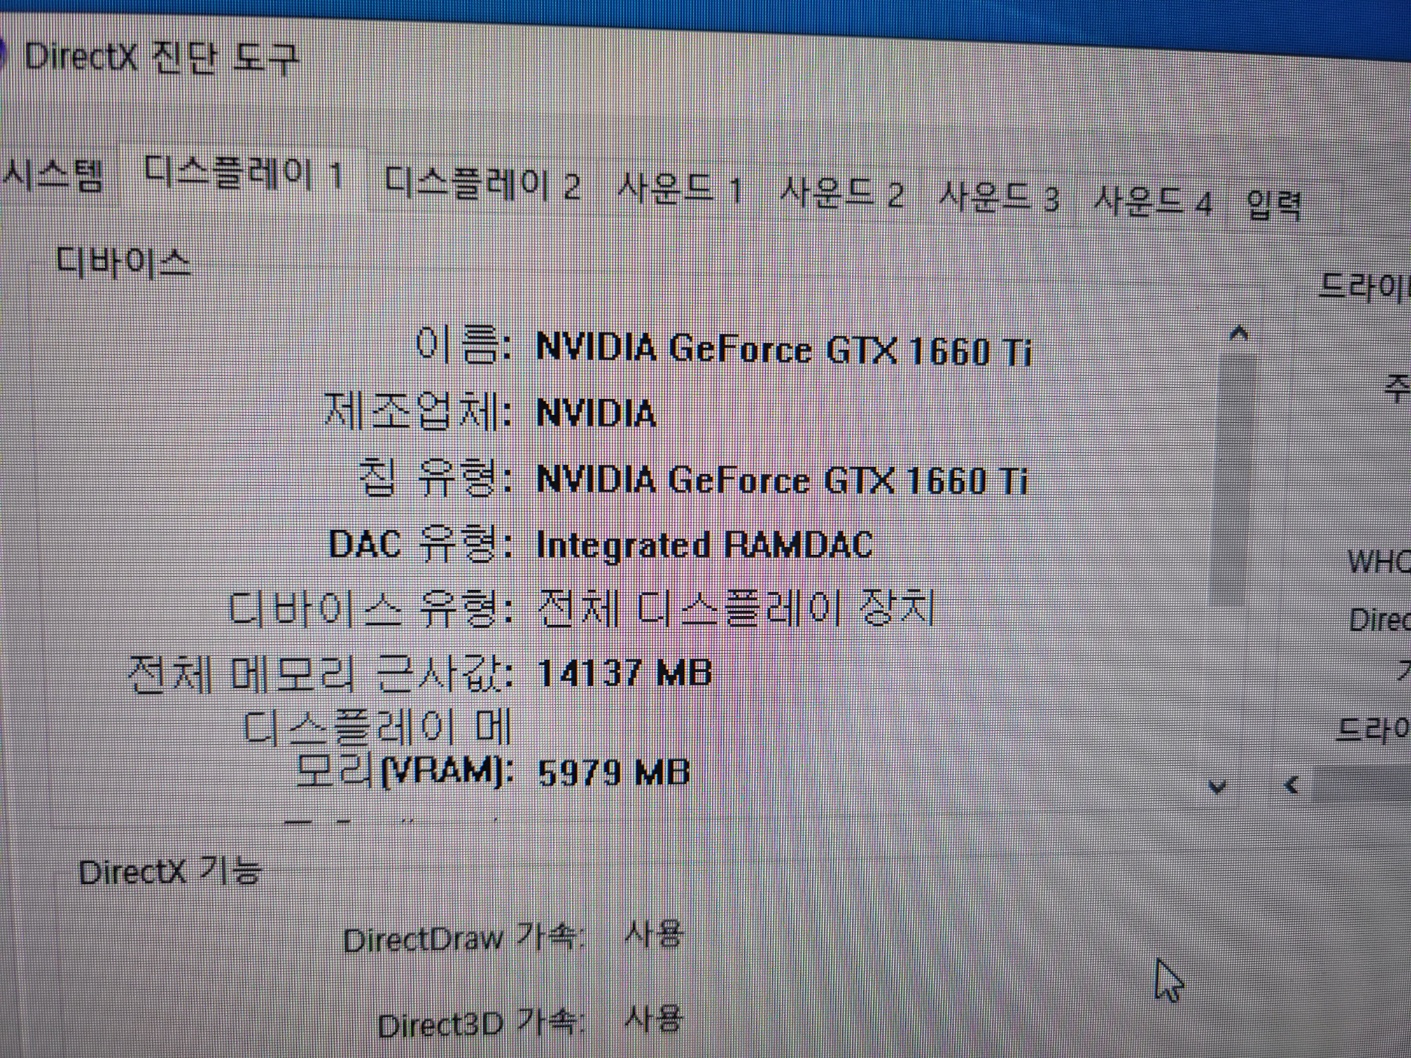 DirectX 진단 도구
시스템 디스플레이 1 디스플레이 2 사운드 1 사운드 2 사운드 3 사운드 4 입력
디바이스
이름: NVIDIA GeForce GTX 1660 Ti
제조업체: NVIDIA
칩 유형: NVIDIA GeForce GTX 1660 Ti
DAC 유형: Integrated RAMDAC
디바이스 유형: 전체 디스플레이 장치
전체 메모리 근사값: 14137 MB
디스플레이 메
모리(VRAM): 5979 MB
드라이
주
WHQ
Direc
드라이
DirectX 기능
DirectDraw 가속: 사용
Direct3D 가속: 사용